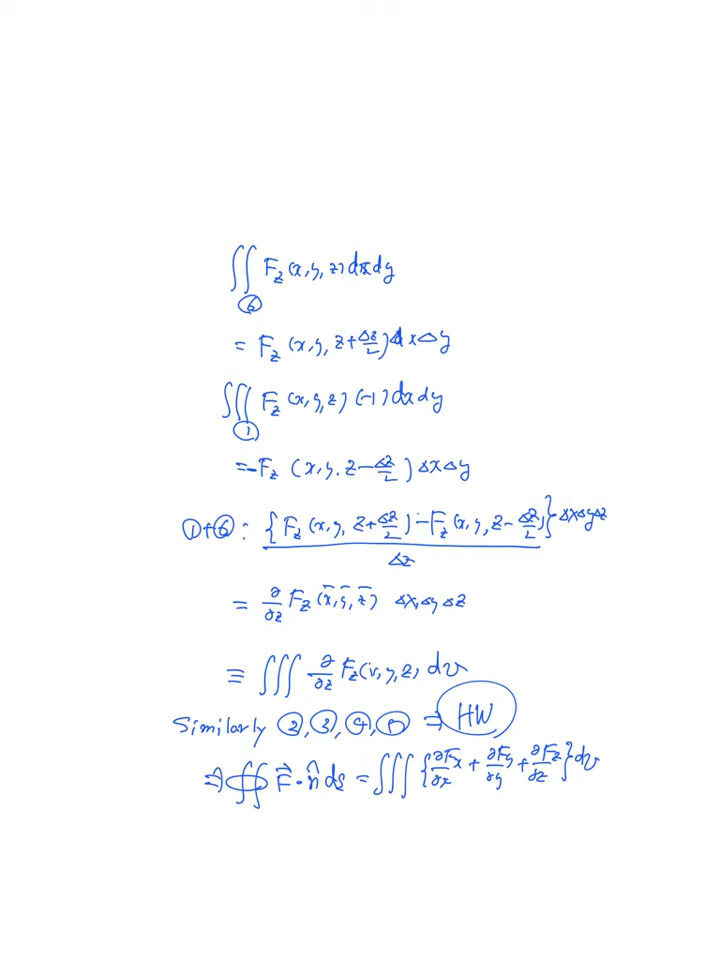 ∬⑥ F_z (x, y, z) dx dy
= F_z (x, y, z + Δz/2) Δx Δy
∭① F_z (x, y, z) (-1) dx dy
= -F_z (x, y, z - Δz/2) Δx Δy
①+⑥ : {F_z (x, y, z + Δz/2) - F_z (x, y, z - Δz/2)} / Δz Δx Δy Δz
= ∂/∂z F_z (x̄, ȳ, z̄) Δx, Δy Δz
≡ ∭ ∂/∂z F_z (x, y, z) dv
Similarly ②, ③, ④, ⑤ ⇒ HW
⇒ ∯ F⃗ · n̂ ds = ∭ {∂F_x/∂x + ∂F_y/∂y + ∂F_z/∂z} dv